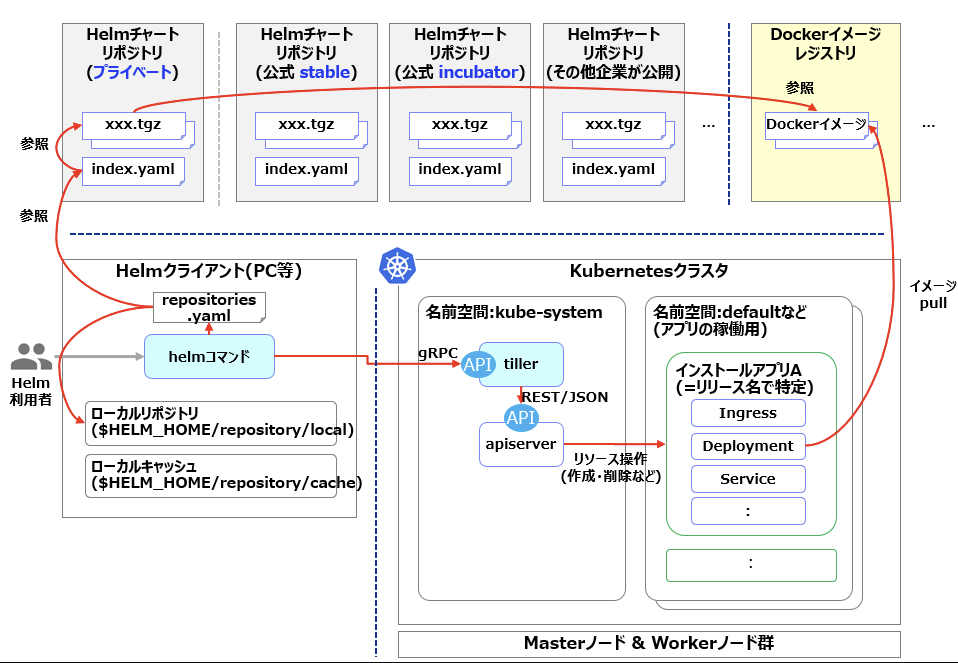 Helmチャート
リポジトリ
(プライベート)
xxx.tgz
index.yaml
Helmチャート
リポジトリ
(公式 stable)
xxx.tgz
index.yaml
Helmチャート
リポジトリ
(公式 incubator)
xxx.tgz
index.yaml
Helmチャート
リポジトリ
(その他企業が公開)
xxx.tgz
index.yaml
…
Dockerイメージ
レジストリ
参照
Dockerイメージ
…
参照
参照
Helmクライアント(PC等)
repositories
.yaml
helmコマンド
Helm
利用者
ローカルリポジトリ
($HELM_HOME/repository/local)
ローカルキャッシュ
($HELM_HOME/repository/cache)
Kubernetesクラスタ
名前空間:kube-system
gRPC
API
tiller
REST/JSON
API
apiserver
リソース操作
(作成・削除など)
名前空間:defaultなど
(アプリの稼働用)
インストールアプリA
(=リリース名で特定)
Ingress
Deployment
Service
:
:
イメージ
pull
Masterノード & Workerノード群